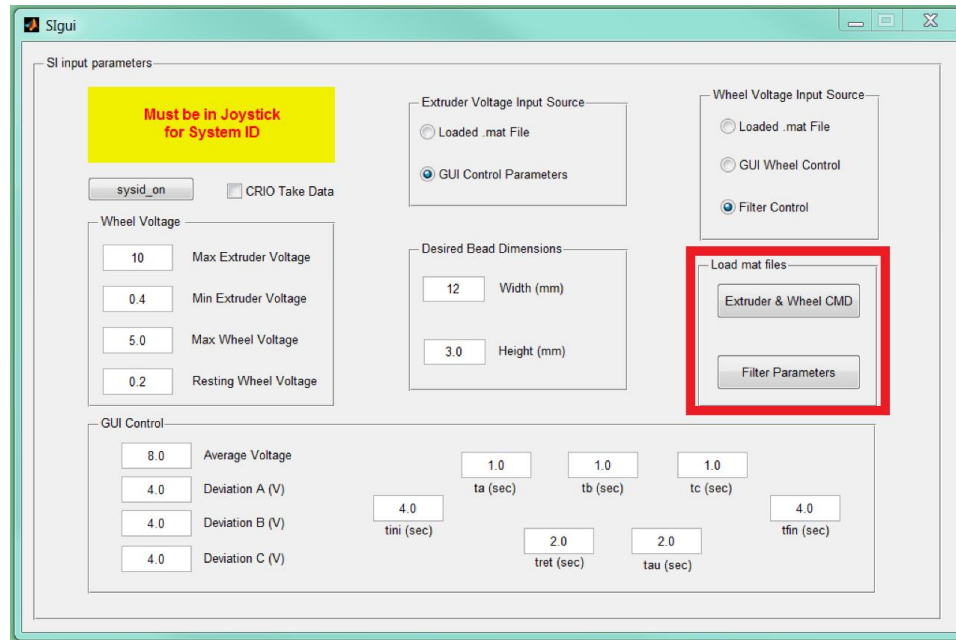 SIgui
SI input parameters
Must be in Joystick
for System ID
sysid_on
CRIO Take Data
Extruder Voltage Input Source
Loaded .mat File
GUI Control Parameters
Wheel Voltage Input Source
Loaded .mat File
GUI Wheel Control
Filter Control
Wheel Voltage
10 Max Extruder Voltage
0.4 Min Extruder Voltage
5.0 Max Wheel Voltage
0.2 Resting Wheel Voltage
Desired Bead Dimensions
12 Width (mm)
3.0 Height (mm)
Load mat files
Extruder & Wheel CMD
Filter Parameters
GUI Control
8.0 Average Voltage
4.0 Deviation A (V)
4.0 Deviation B (V)
4.0 Deviation C (V)
4.0
tini (sec)
1.0
ta (sec)
1.0
tb (sec)
1.0
tc (sec)
2.0
tret (sec)
2.0
tau (sec)
4.0
tfin (sec)